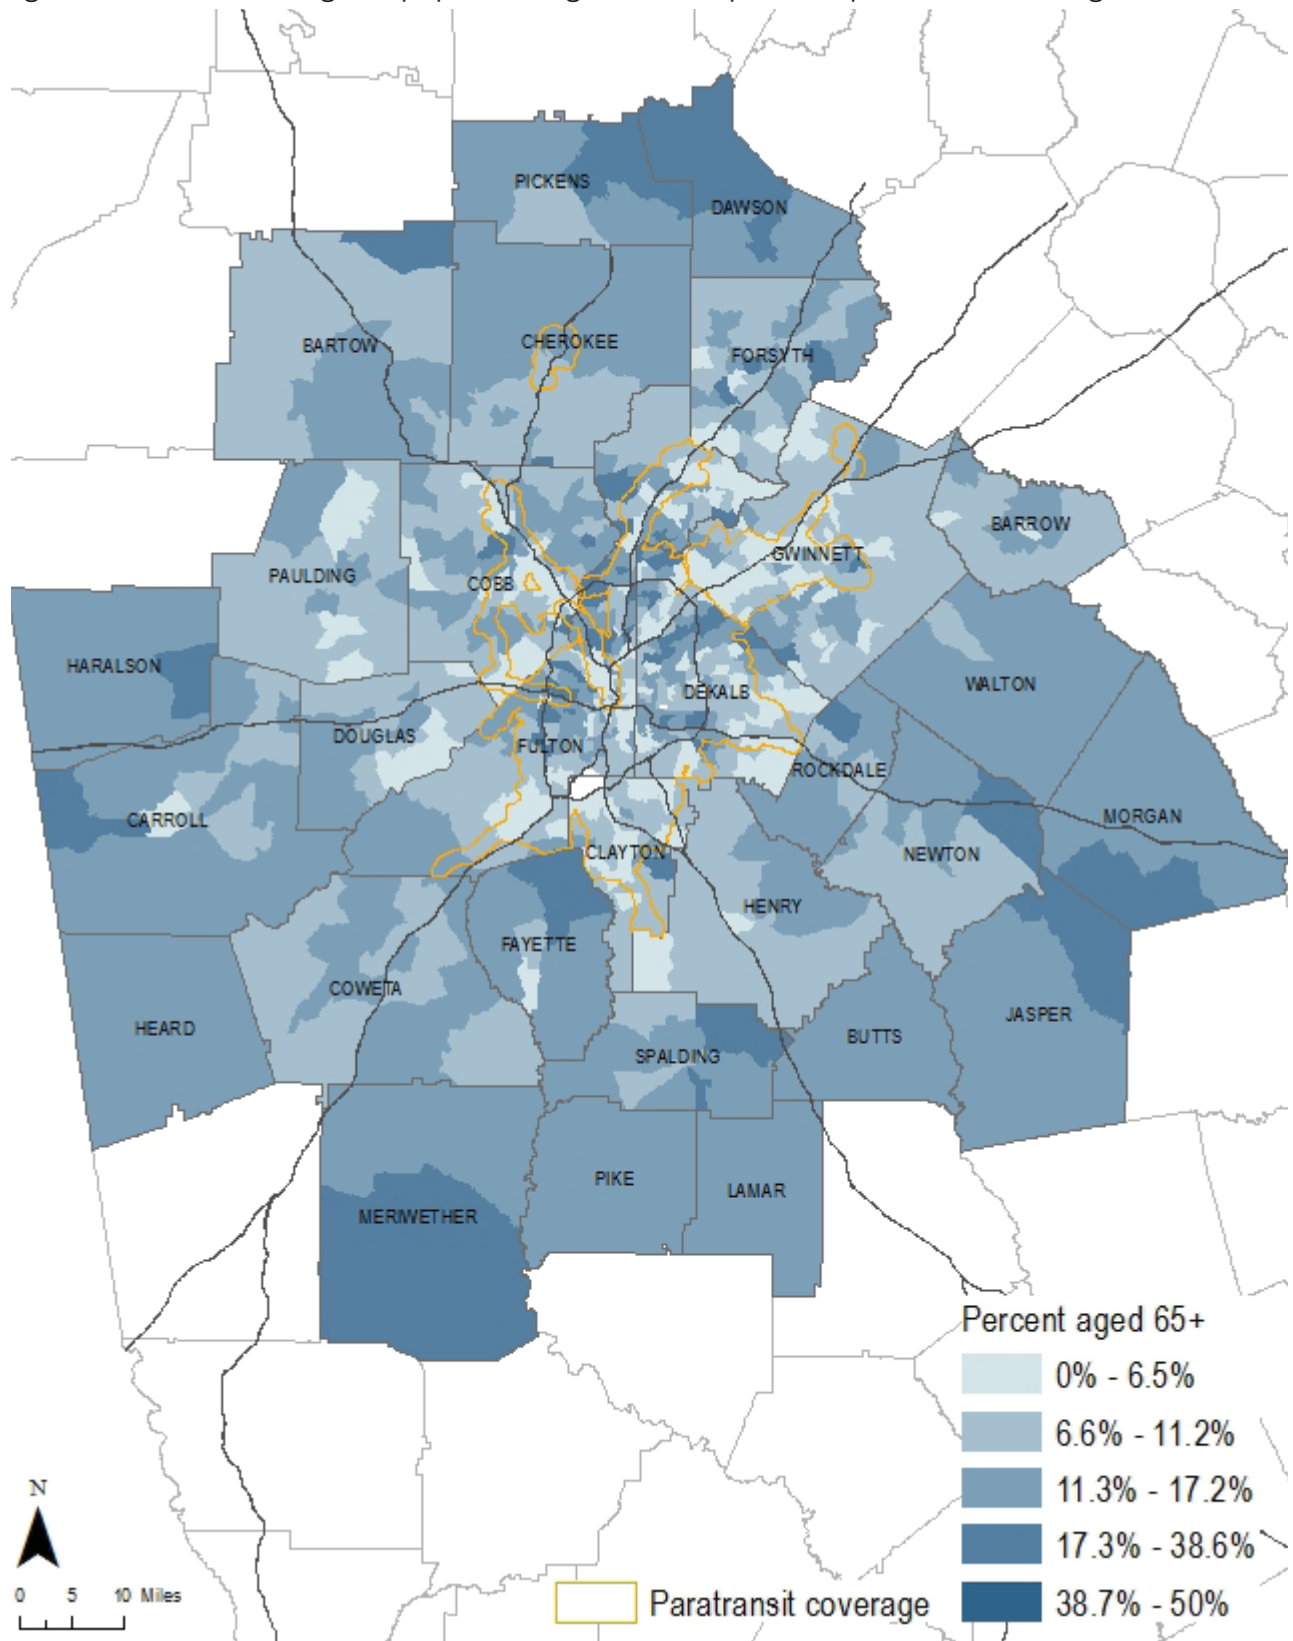 PICKENS
DAWSON
BARTOW
CHEROKEE
FORSYTH
BARROW
GWINNETT
PAULDING
COBB
HARALSON
WALTON
DEKALB
DOUGLAS
FULTON
ROCKDALE
CARROLL
MORGAN
CLAYTON
NEWTON
HENRY
FAYETTE
COWETA
JASPER
HEARD
BUTTS
SPALDING
PIKE
LAMAR
MERIWETHER
Percent aged 65+
0% - 6.5%
6.6% - 11.2%
11.3% - 17.2%
17.3% - 38.6%
38.7% - 50%
Paratransit coverage
N
0 5 10 Miles